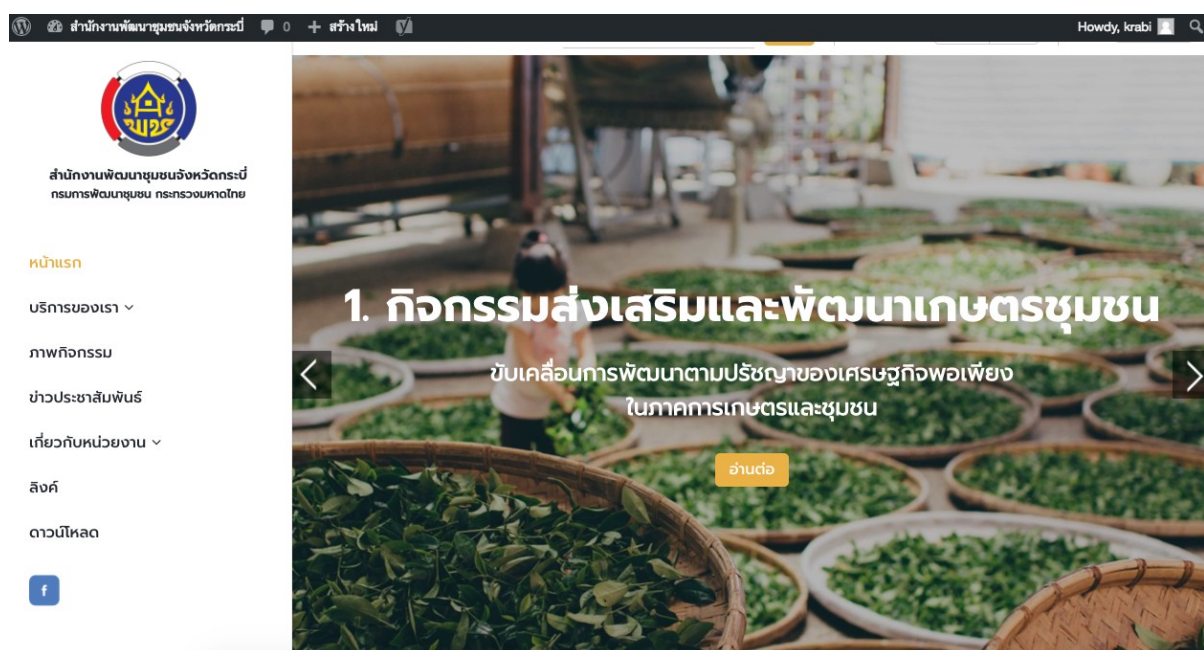 สำนักงานพัฒนาชุมชนจังหวัดกระบี่ 0 + สร้างใหม่ Howdy, krabi
พช
สำนักงานพัฒนาชุมชนจังหวัดกระบี่
กรมการพัฒนาชุมชน กระทรวงมหาดไทย
หน้าแรก
บริการของเรา
ภาพกิจกรรม
ข่าวประชาสัมพันธ์
เกี่ยวกับหน่วยงาน
ลิงค์
ดาวน์โหลด
f
1. กิจกรรมส่งเสริมและพัฒนาเกษตรชุมชน
ขับเคลื่อนการพัฒนาตามปรัชญาของเศรษฐกิจพอเพียง
ในภาคการเกษตรและชุมชน
อ่านต่อ